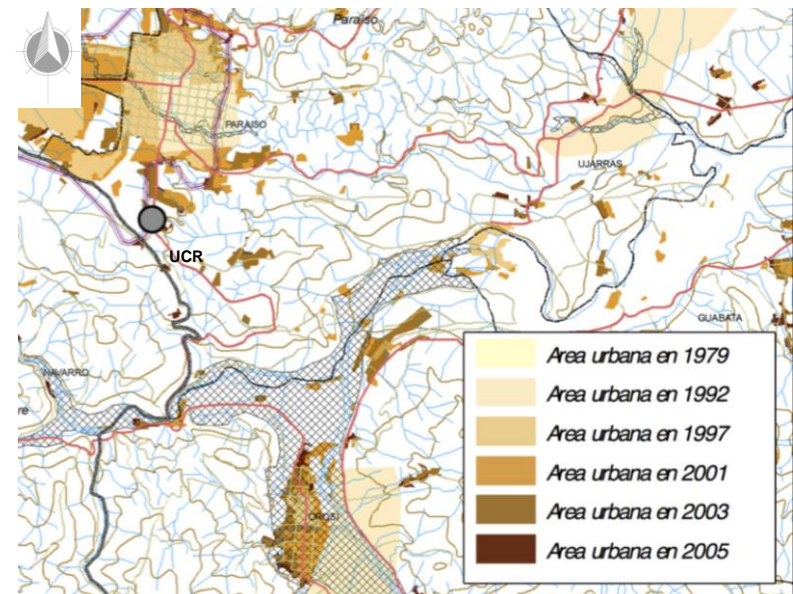 Paraiso
PARAISO
UJARRAS
UCR
GUABATA
NAVARRO
re
OROSI
Area urbana en 1979
Area urbana en 1992
Area urbana en 1997
Area urbana en 2001
Area urbana en 2003
Area urbana en 2005